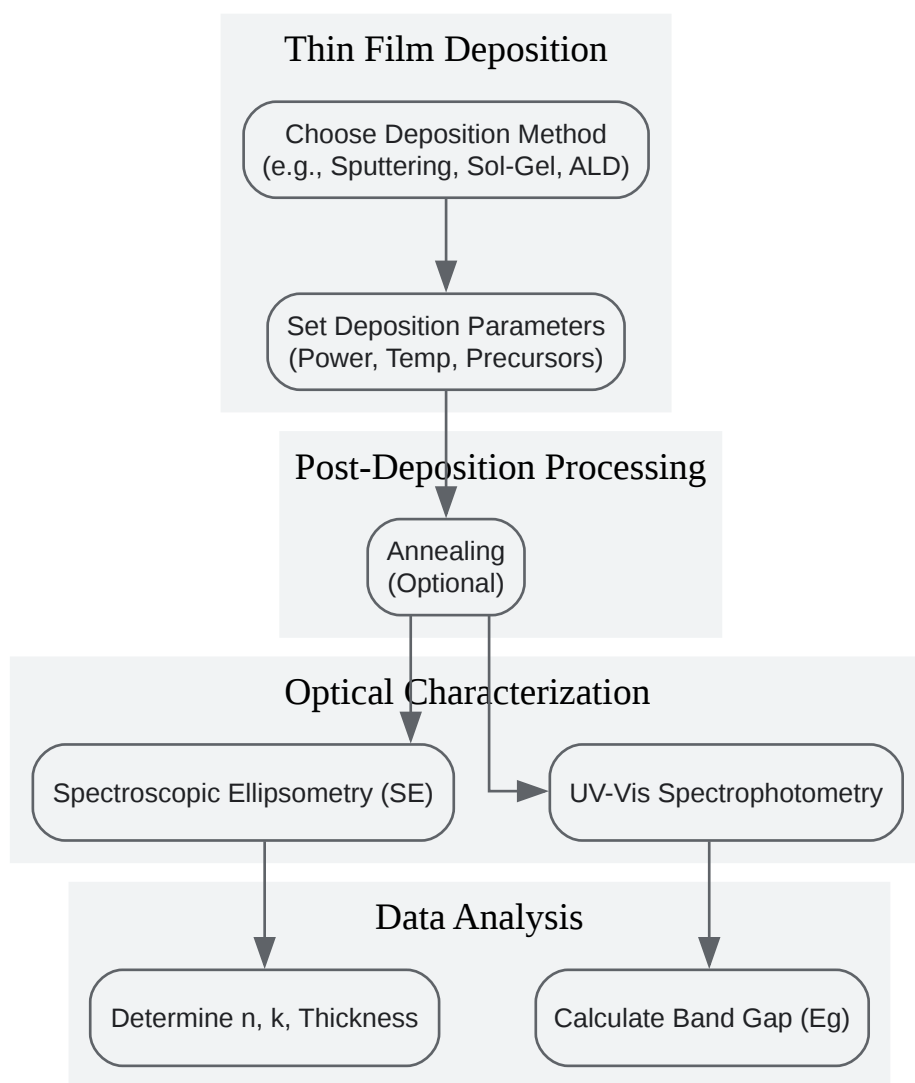 Thin Film Deposition
Choose Deposition Method
(e.g., Sputtering, Sol-Gel, ALD)
Set Deposition Parameters
(Power, Temp, Precursors)
Post-Deposition Processing
Annealing
(Optional)
Optical Characterization
Spectroscopic Ellipsometry (SE)
UV-Vis Spectrophotometry
Data Analysis
Determine n, k, Thickness
Calculate Band Gap (Eg)